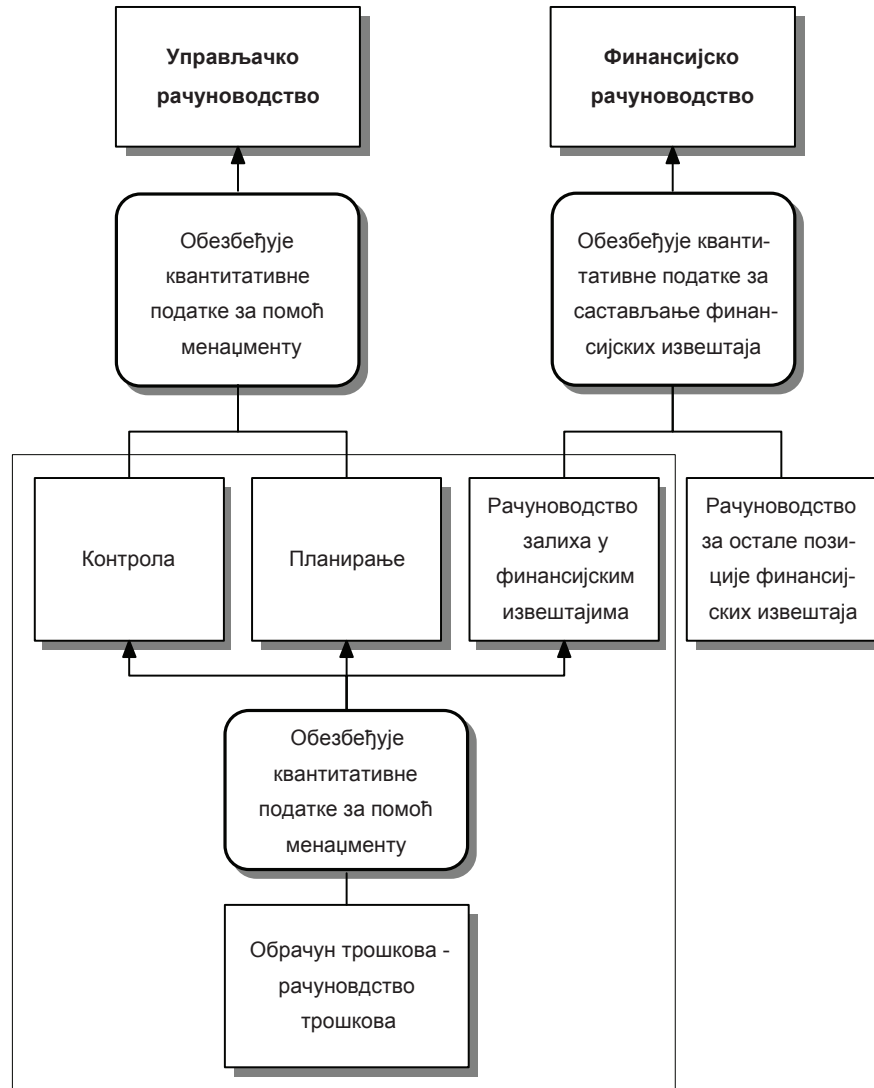 Управљачко
рачуноводство
Финансијско
рачуноводство
Обезбеђује
квантитативне
податке за помоћ
менаџменту
Обезбеђује кванти-
тативне податке за
састављање финан-
сијских извештаја
Контрола
Планирање
Рачуноводство
залиха у
финансијским
извештајима
Рачуноводство
за остале пози-
ције финансиј-
ских извештаја
Обезбеђује
квантитативне
податке за помоћ
менаџменту
Обрачун трошкова -
рачуновдство
трошкова